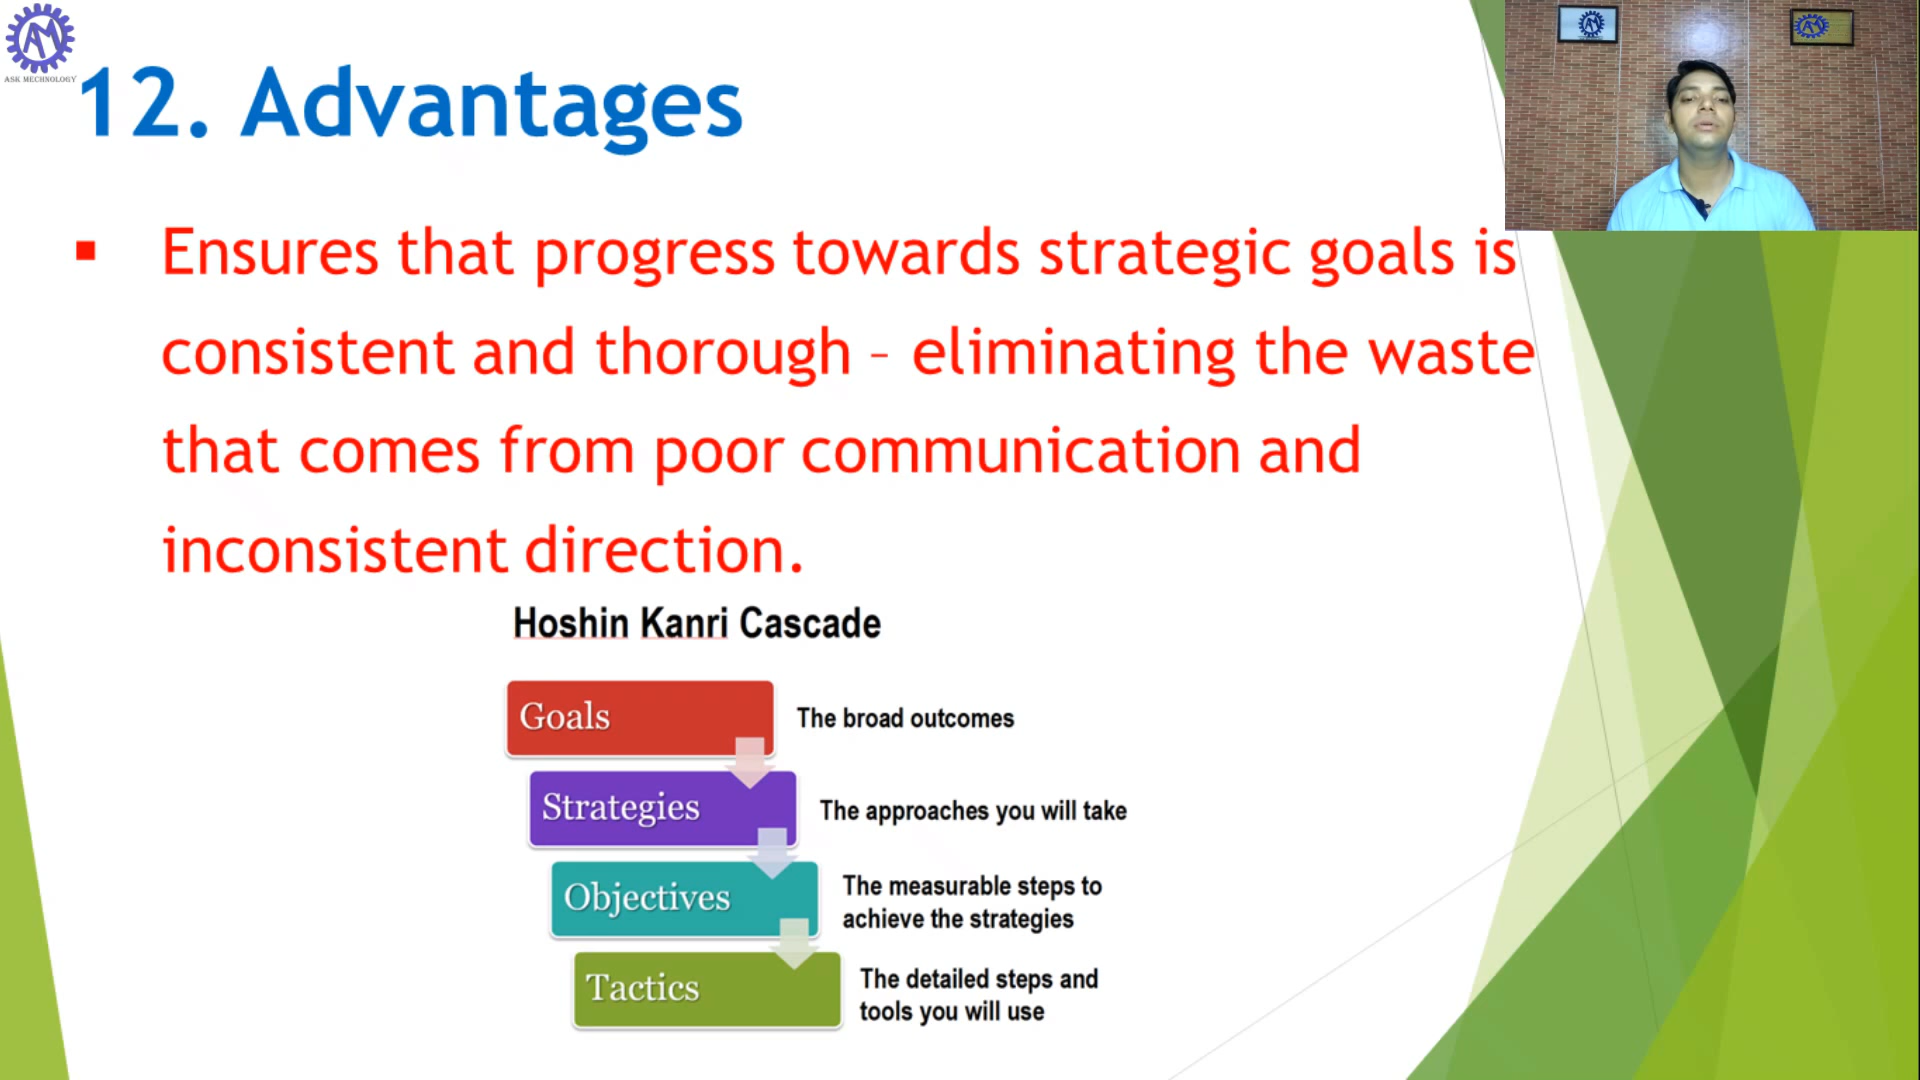 AM
ASK MECHNOLOGY
12. Advantages
▪ Ensures that progress towards strategic goals is
consistent and thorough – eliminating the waste
that comes from poor communication and
inconsistent direction.
Hoshin Kanri Cascade
Goals
The broad outcomes
Strategies
The approaches you will take
Objectives
The measurable steps to
achieve the strategies
Tactics
The detailed steps and
tools you will use